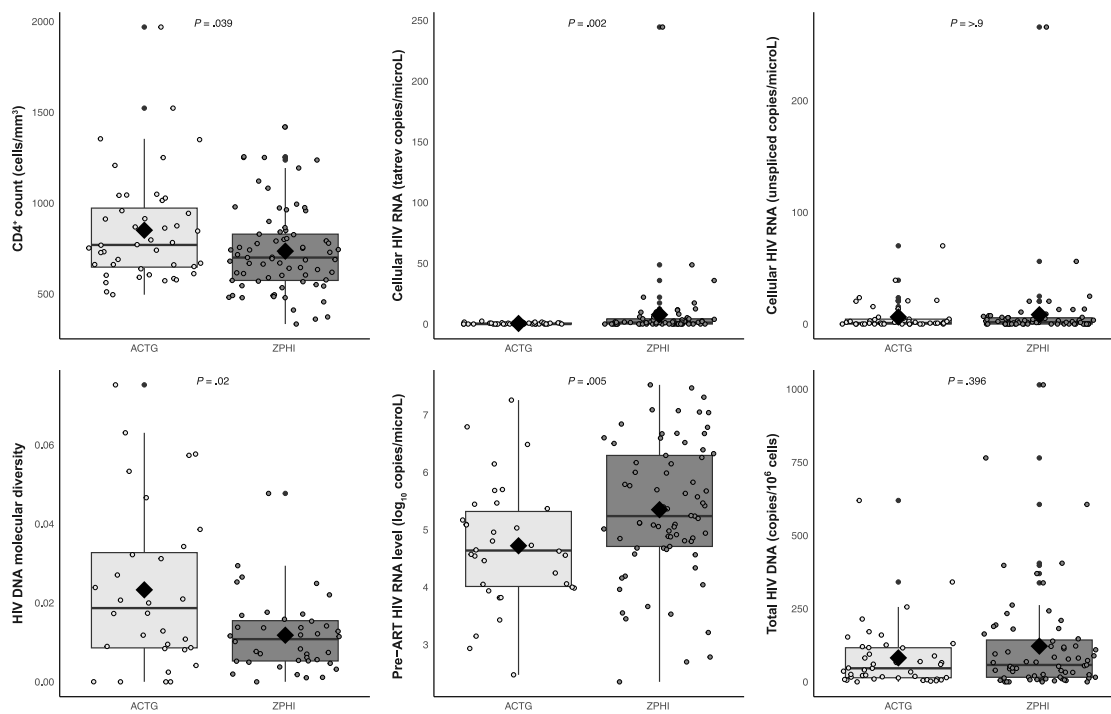 P = .039
CD4⁺ count (cells/mm³)
2000
1500
1000
500
ACTG
ZPHI
P = .002
Cellular HIV RNA (tatrev copies/microL)
250
200
150
100
50
0
ACTG
ZPHI
P = >.9
Cellular HIV RNA (unspliced copies/microL)
200
100
0
ACTG
ZPHI
P = .02
HIV DNA molecular diversity
0.06
0.04
0.02
0.00
ACTG
ZPHI
P = .005
Pre-ART HIV RNA level (log₁₀ copies/microL)
7
6
5
4
3
ACTG
ZPHI
P = .396
Total HIV DNA (copies/10⁶ cells)
1000
750
500
250
0
ACTG
ZPHI